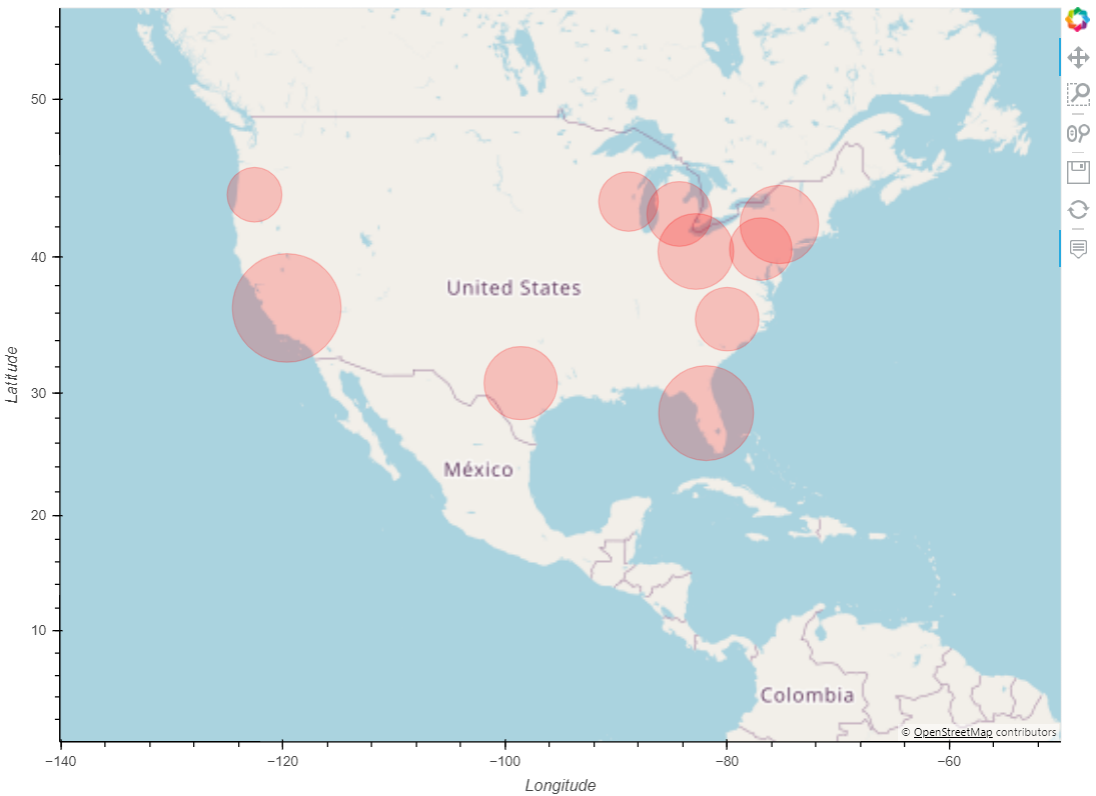 50
40
30
20
10
Latitude
United States
México
Colombia
© OpenStreetMap contributors
−140
−120
−100
−80
−60
Longitude